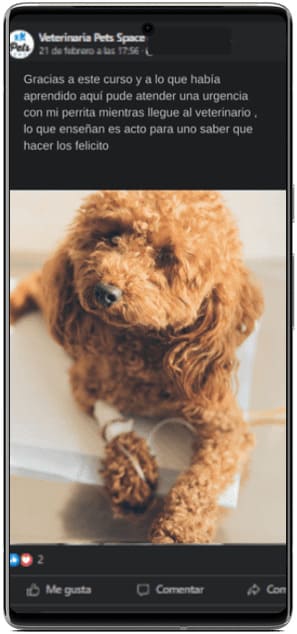 Veterinaria Pets Space
Pets
21 de febrero a las 17:56 ·
Gracias a este curso y a lo que había
aprendido aquí pude atender una urgencia
con mi perrita mientras llegue al veterinario ,
lo que enseñan es acto para uno saber que
hacer los felicito
2
Me gusta
Comentar
Com